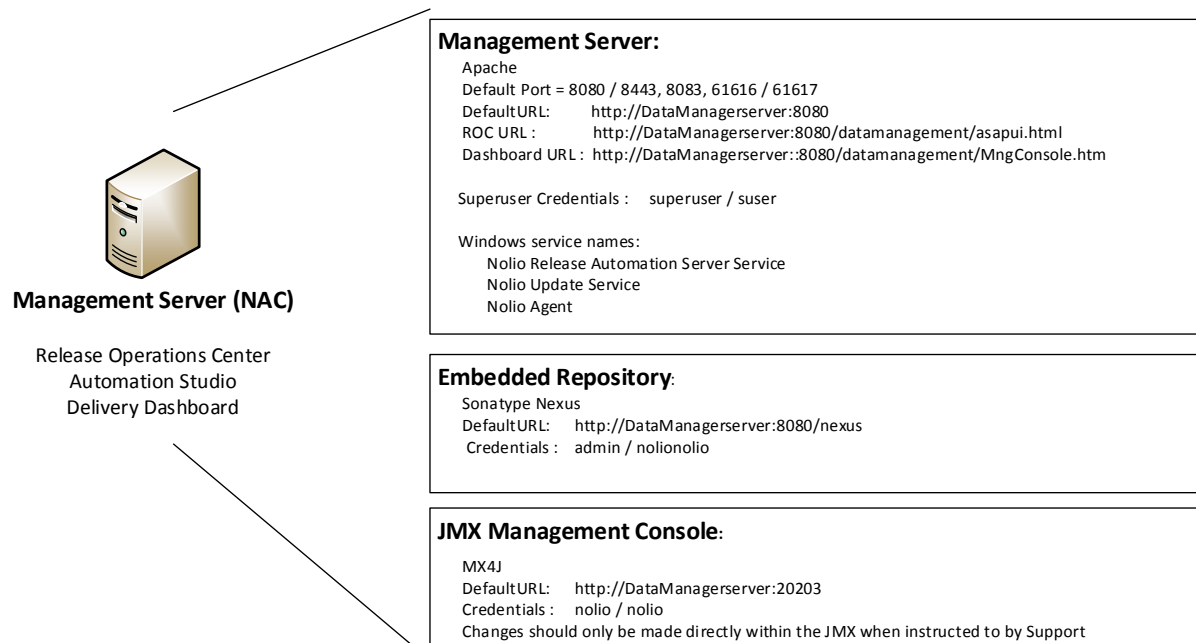 Management Server (NAC)
Release Operations Center
Automation Studio
Delivery Dashboard
Management Server:
Apache
Default Port = 8080 / 8443, 8083, 61616 / 61617
DefaultURL: http://DataManagerserver:8080
ROC URL : http://DataManagerserver:8080/datamanagement/asapui.html
Dashboard URL : http://DataManagerserver::8080/datamanagement/MngConsole.htm
Superuser Credentials : superuser / suser
Windows service names:
Nolio Release Automation Server Service
Nolio Update Service
Nolio Agent
Embedded Repository:
Sonatype Nexus
DefaultURL: http://DataManagerserver:8080/nexus
Credentials : admin / nolionolio
JMX Management Console:
MX4J
DefaultURL: http://DataManagerserver:20203
Credentials : nolio / nolio
Changes should only be made directly within the JMX when instructed to by Support